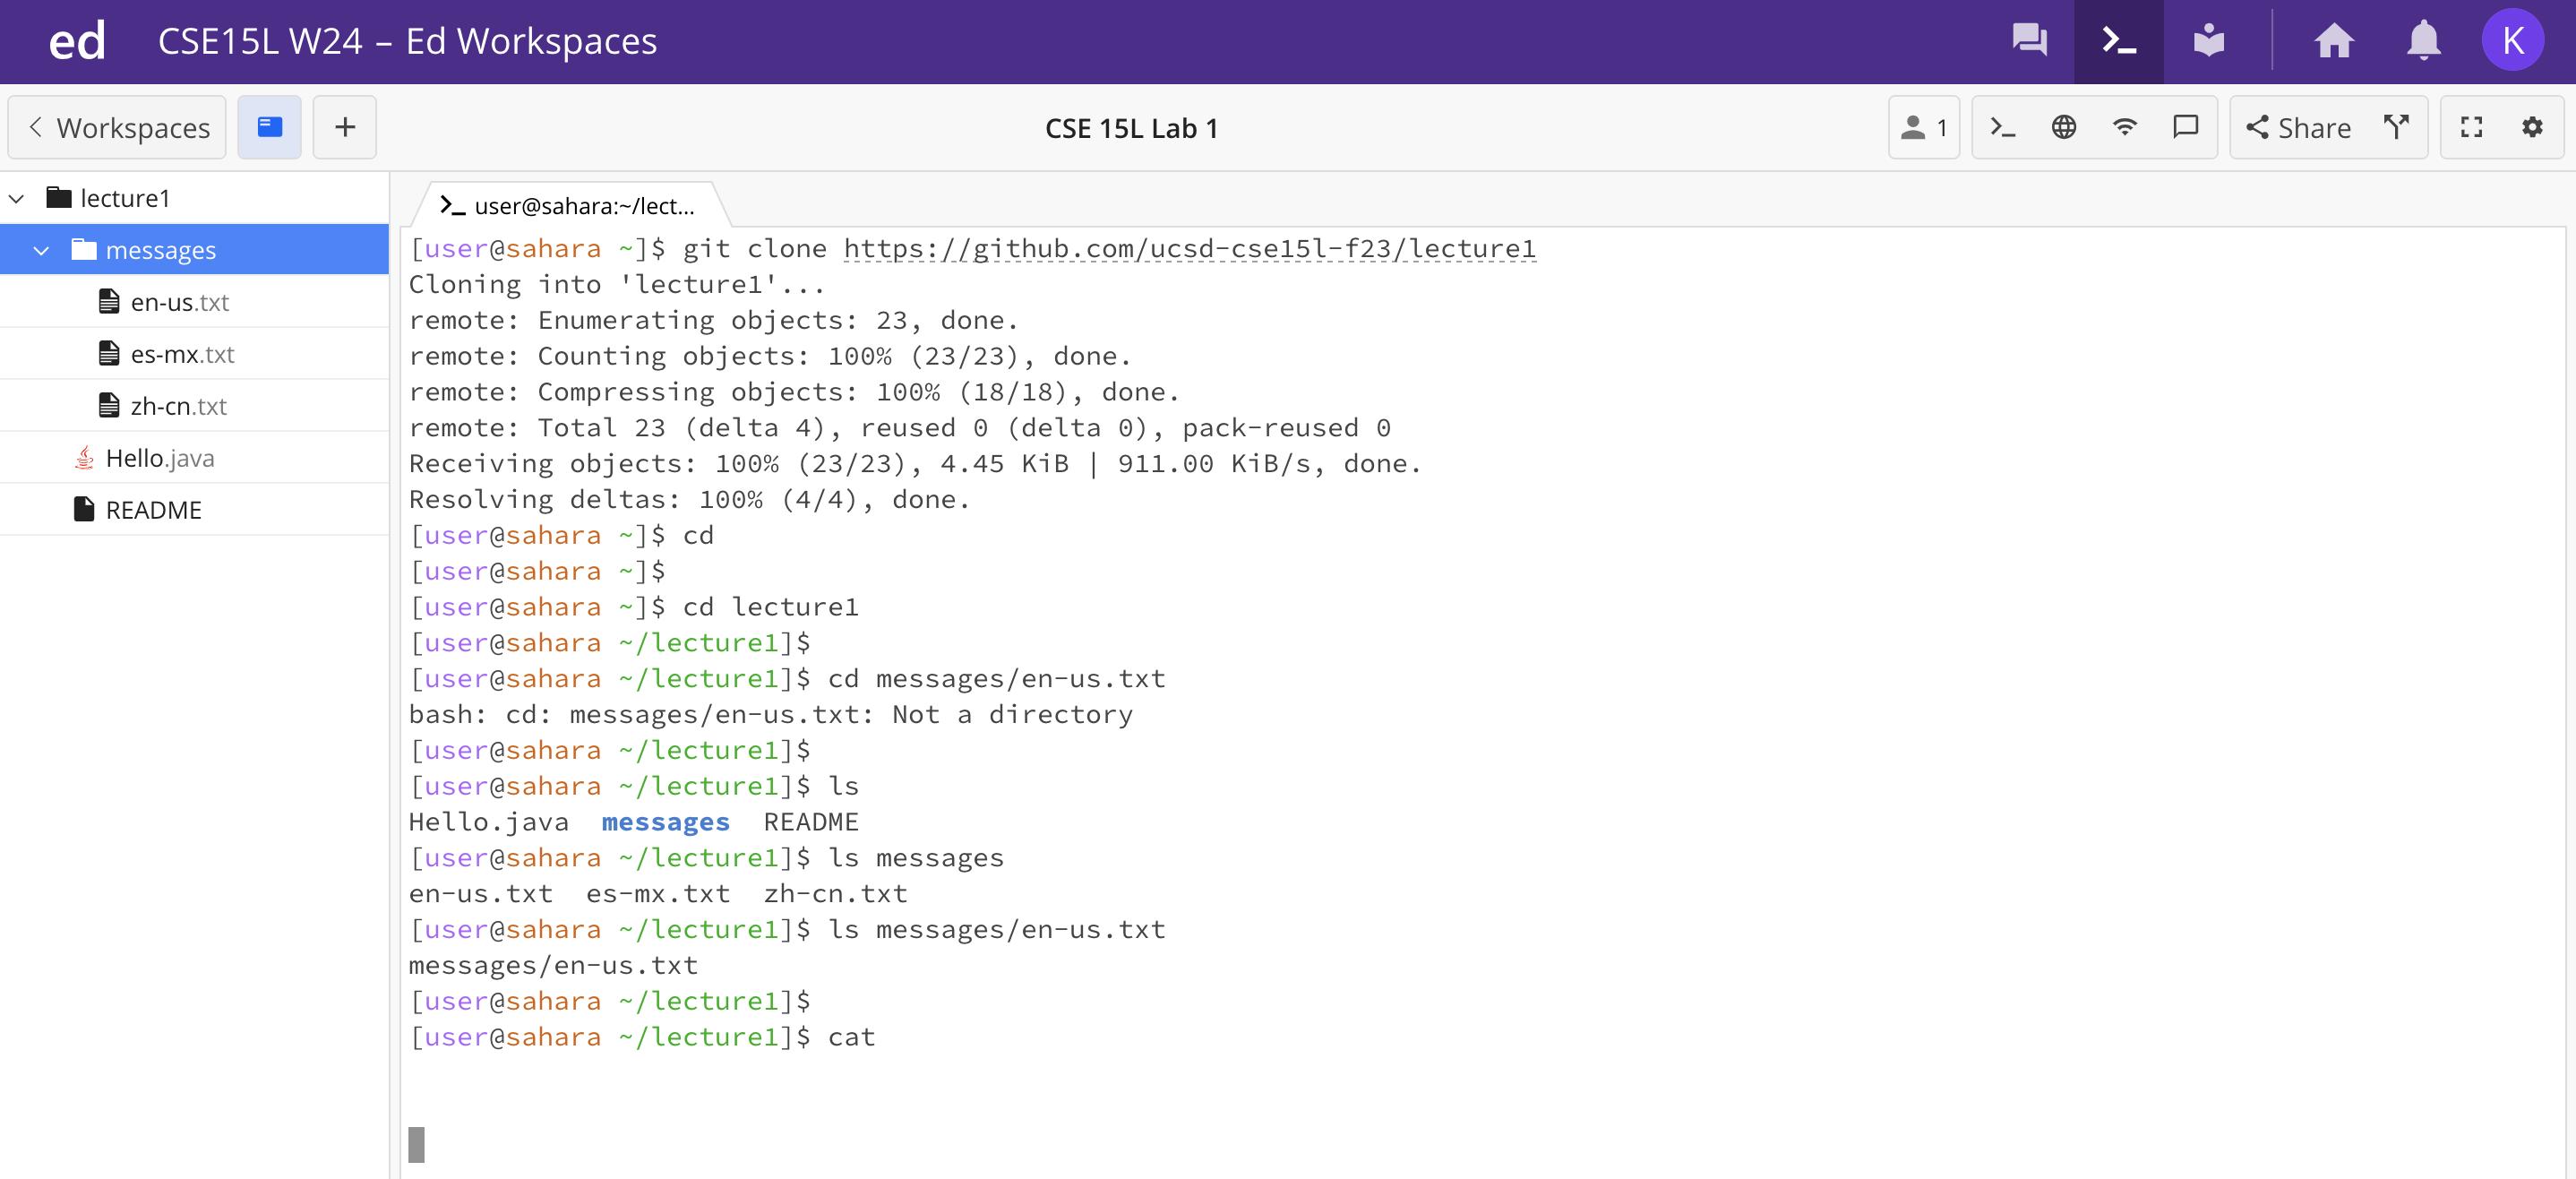 ed CSE15L W24 – Ed Workspaces K
Workspaces + CSE 15L Lab 1 1 Share
lecture1
messages
en-us.txt
es-mx.txt
zh-cn.txt
Hello.java
README
user@sahara:~/lect...
[user@sahara ~]$ git clone https://github.com/ucsd-cse15l-f23/lecture1
Cloning into 'lecture1'...
remote: Enumerating objects: 23, done.
remote: Counting objects: 100% (23/23), done.
remote: Compressing objects: 100% (18/18), done.
remote: Total 23 (delta 4), reused 0 (delta 0), pack-reused 0
Receiving objects: 100% (23/23), 4.45 KiB | 911.00 KiB/s, done.
Resolving deltas: 100% (4/4), done.
[user@sahara ~]$ cd
[user@sahara ~]$
[user@sahara ~]$ cd lecture1
[user@sahara ~/lecture1]$
[user@sahara ~/lecture1]$ cd messages/en-us.txt
bash: cd: messages/en-us.txt: Not a directory
[user@sahara ~/lecture1]$
[user@sahara ~/lecture1]$ ls
Hello.java messages README
[user@sahara ~/lecture1]$ ls messages
en-us.txt es-mx.txt zh-cn.txt
[user@sahara ~/lecture1]$ ls messages/en-us.txt
messages/en-us.txt
[user@sahara ~/lecture1]$
[user@sahara ~/lecture1]$ cat